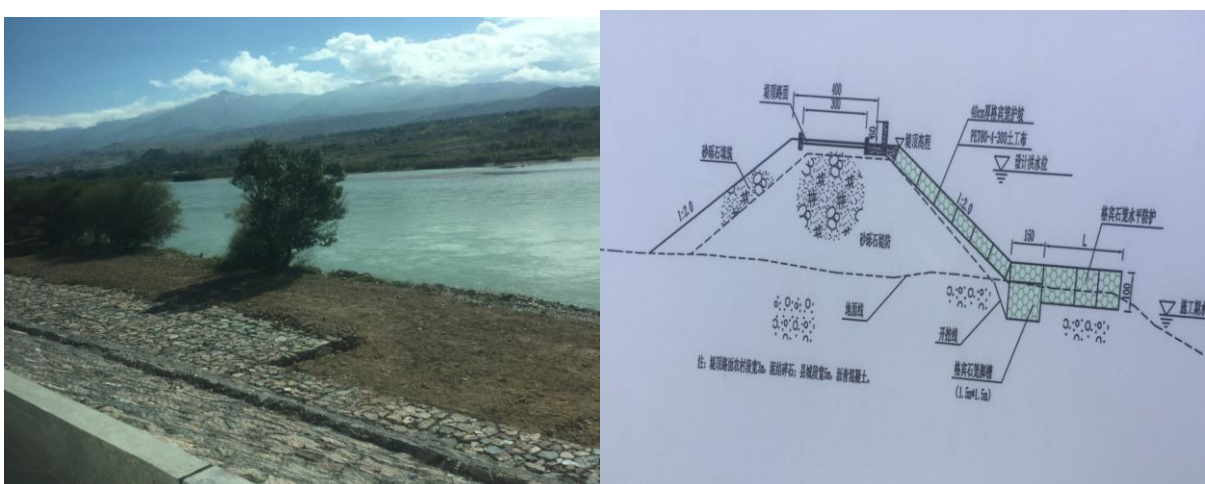 堤顶路面
400
300
40cm厚格宾笼护坡
PET80-4-300土工布
砂砾石填筑
堤顶高程
设计洪水位
1:2.0
1:2.0
格宾石笼水平防护
150
L
砂砾石堤防
100
地面线
施工期水
开挖线
注：堤顶路面农村段宽3m，泥结碎石；县城段宽5m，沥青混凝土。
格宾石笼脚槽
(1.5m*1.5m)